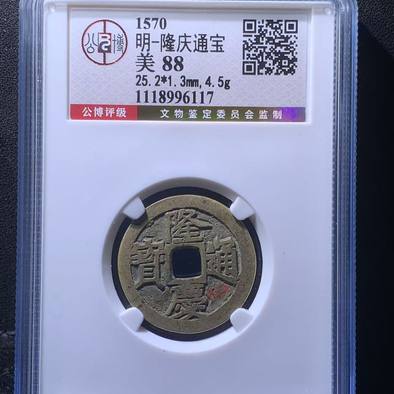 1570
明-隆庆通宝
美 88
25.2*1.3mm,4.5g
1118996117
公博评级
文物鉴定委员会监制
隆慶通寶